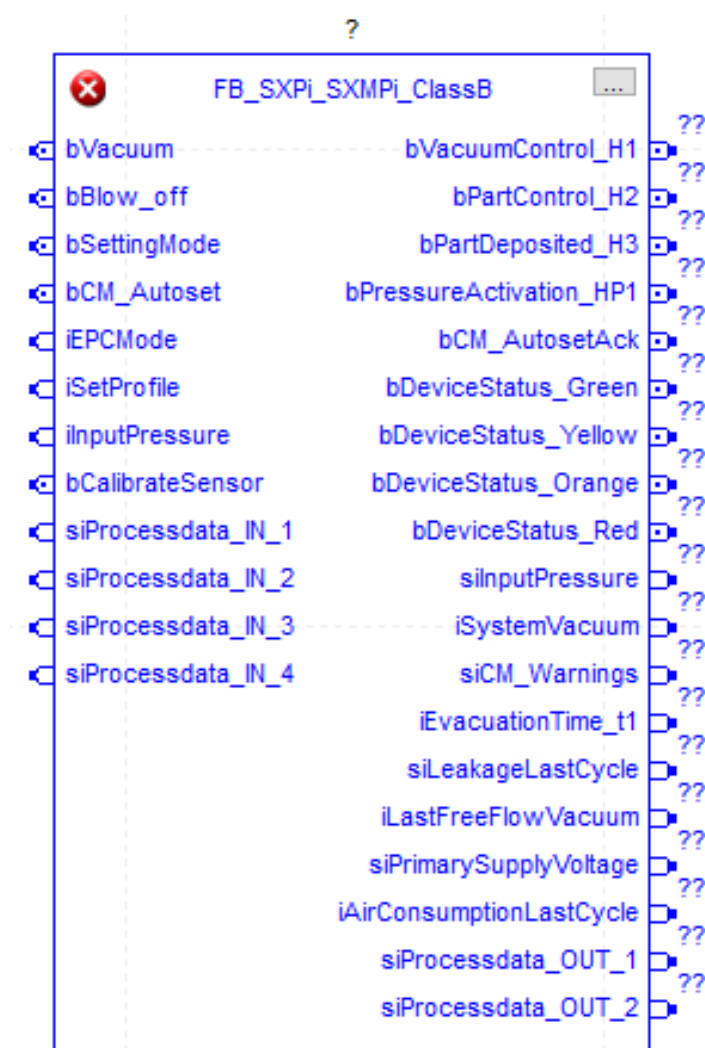 ?
FB_SXPi_SXMPi_ClassB ...
??
bVacuum bVacuumControl_H1
??
bBlow_off bPartControl_H2
??
bSettingMode bPartDeposited_H3
??
bCM_Autoset bPressureActivation_HP1
??
iEPCMode bCM_AutosetAck
??
iSetProfile bDeviceStatus_Green
??
iInputPressure bDeviceStatus_Yellow
??
bCalibrateSensor bDeviceStatus_Orange
??
siProcessdata_IN_1 bDeviceStatus_Red
??
siProcessdata_IN_2 siInputPressure
??
siProcessdata_IN_3 iSystemVacuum
??
siProcessdata_IN_4 siCM_Warnings
??
iEvacuationTime_t1
??
siLeakageLastCycle
??
iLastFreeFlowVacuum
??
siPrimarySupplyVoltage
??
iAirConsumptionLastCycle
??
siProcessdata_OUT_1
??
siProcessdata_OUT_2